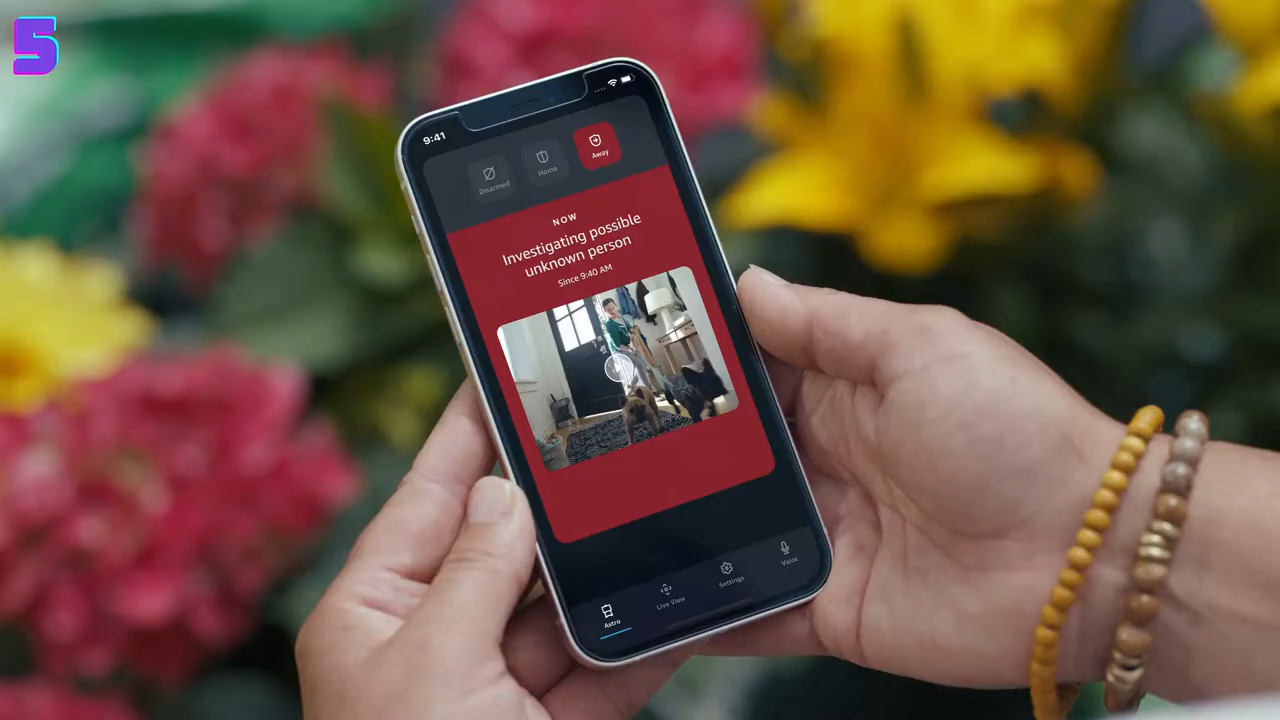 5
9:41
Disarmed
Home
Away
NOW
Investigating possible
unknown person
Since 9:40 AM
Astro
Live View
Settings
Voice